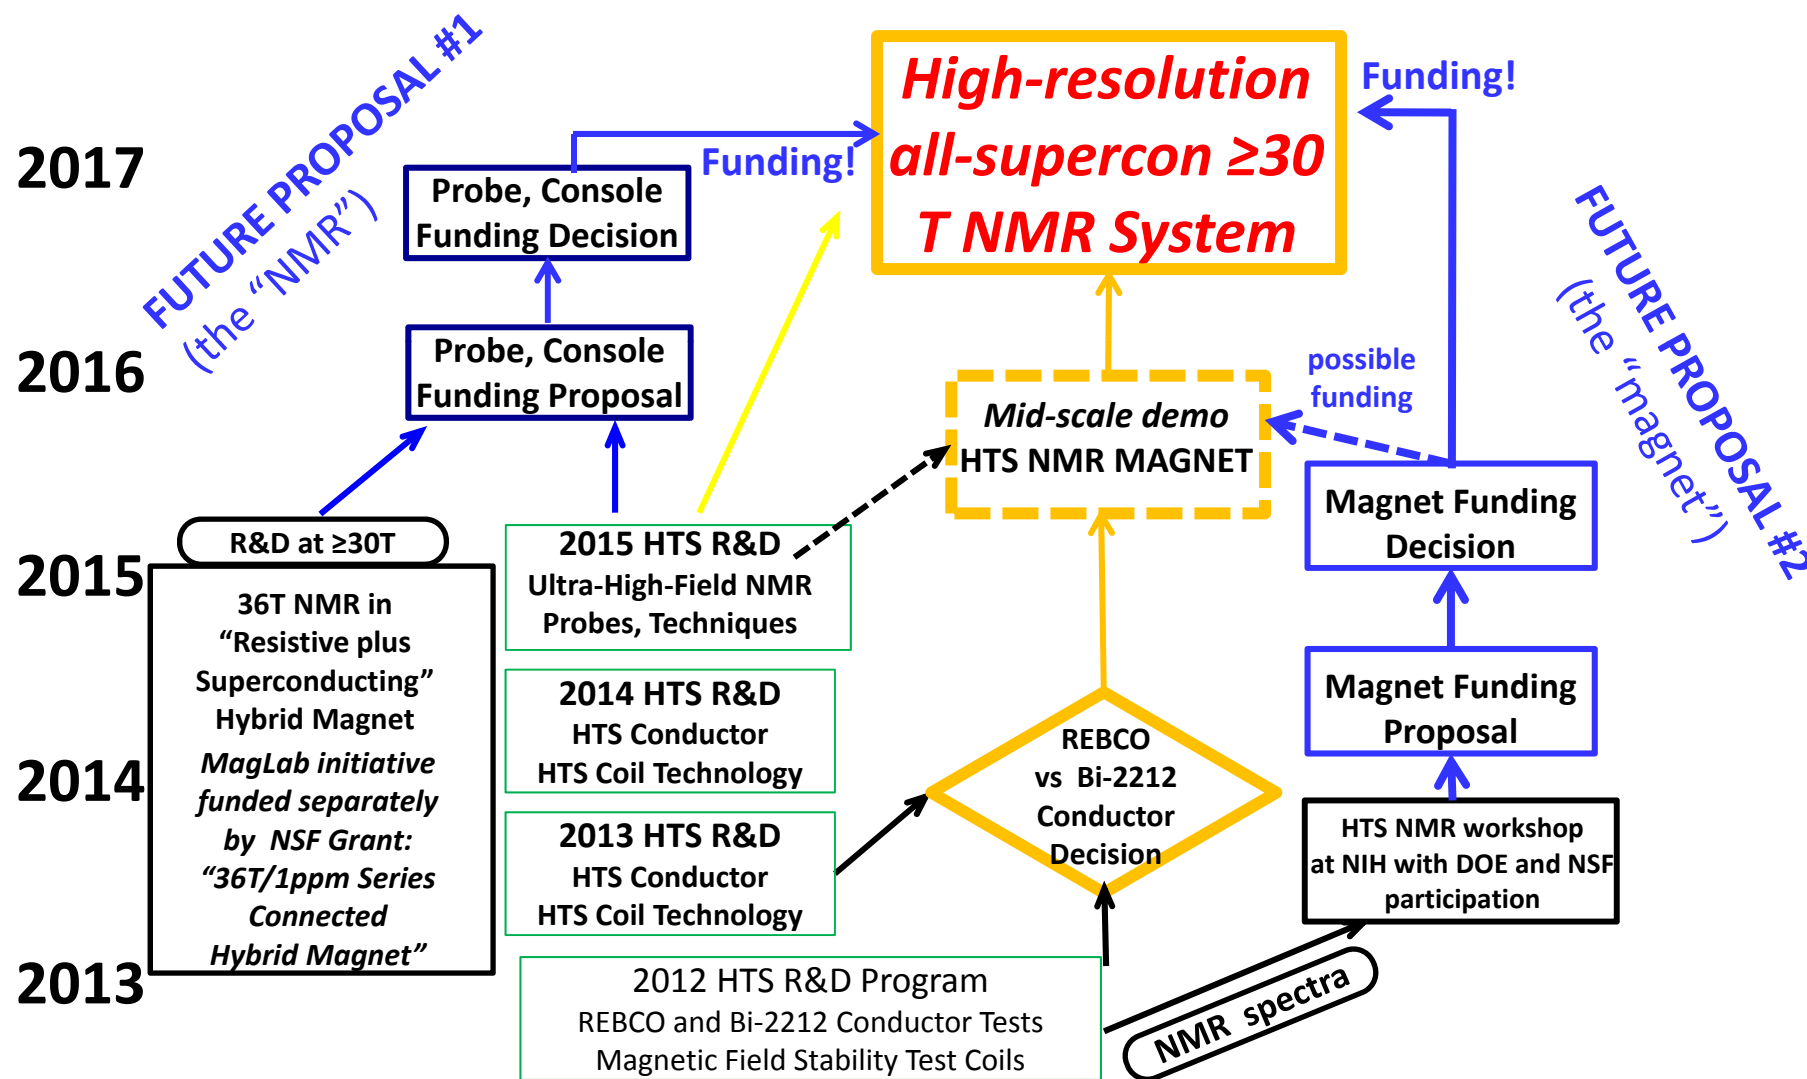 FUTURE PROPOSAL #1
(the “NMR”)
2017
2016
2015
2014
2013
Probe, Console
Funding Decision
Funding!
Probe, Console
Funding Proposal
R&D at ≥30T
36T NMR in
“Resistive plus
Superconducting”
Hybrid Magnet
MagLab initiative
funded separately
by NSF Grant:
“36T/1ppm Series
Connected
Hybrid Magnet”
2015 HTS R&D
Ultra-High-Field NMR
Probes, Techniques
2014 HTS R&D
HTS Conductor
HTS Coil Technology
2013 HTS R&D
HTS Conductor
HTS Coil Technology
2012 HTS R&D Program
REBCO and Bi-2212 Conductor Tests
Magnetic Field Stability Test Coils
High-resolution
all-supercon ≥30
T NMR System
Mid-scale demo
HTS NMR MAGNET
REBCO
vs Bi-2212
Conductor
Decision
NMR spectra
Funding!
possible
funding
Magnet Funding
Decision
Magnet Funding
Proposal
HTS NMR workshop
at NIH with DOE and NSF
participation
FUTURE PROPOSAL #2
(the “magnet”)